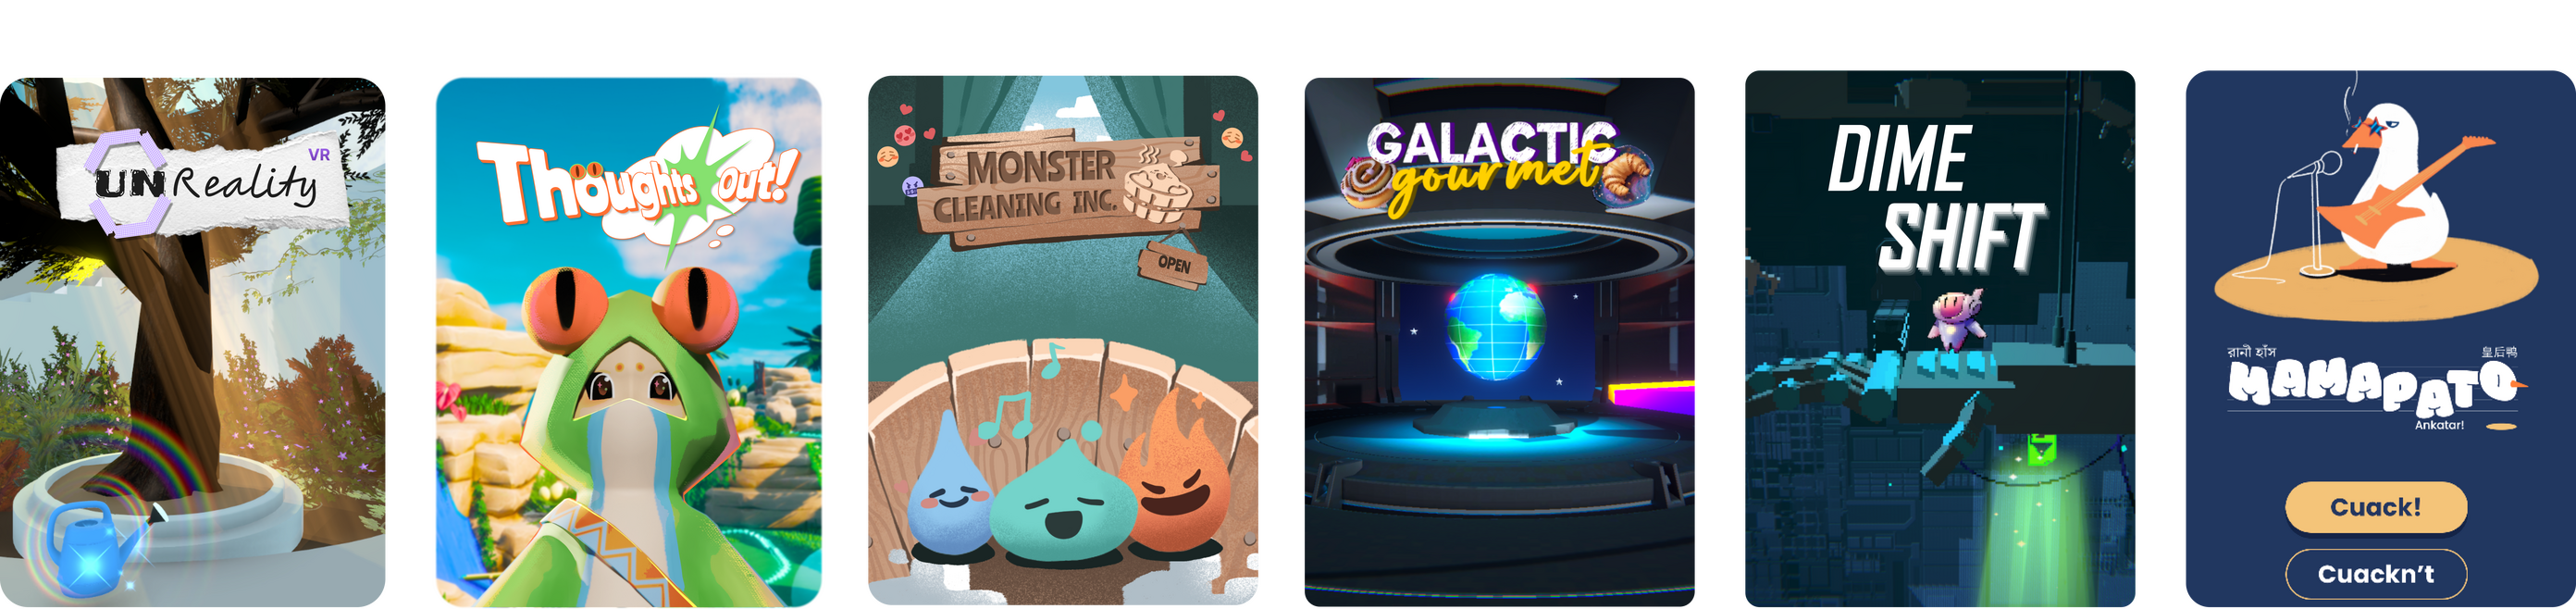 UNReality
VR
Thoughts Out!
MONSTER
CLEANING INC.
OPEN
GALACTIC
gourmet
DIME
SHIFT
रानी हाँस
皇后鸭
MAMAPATO
Ankatar!
Cuack!
Cuackn't